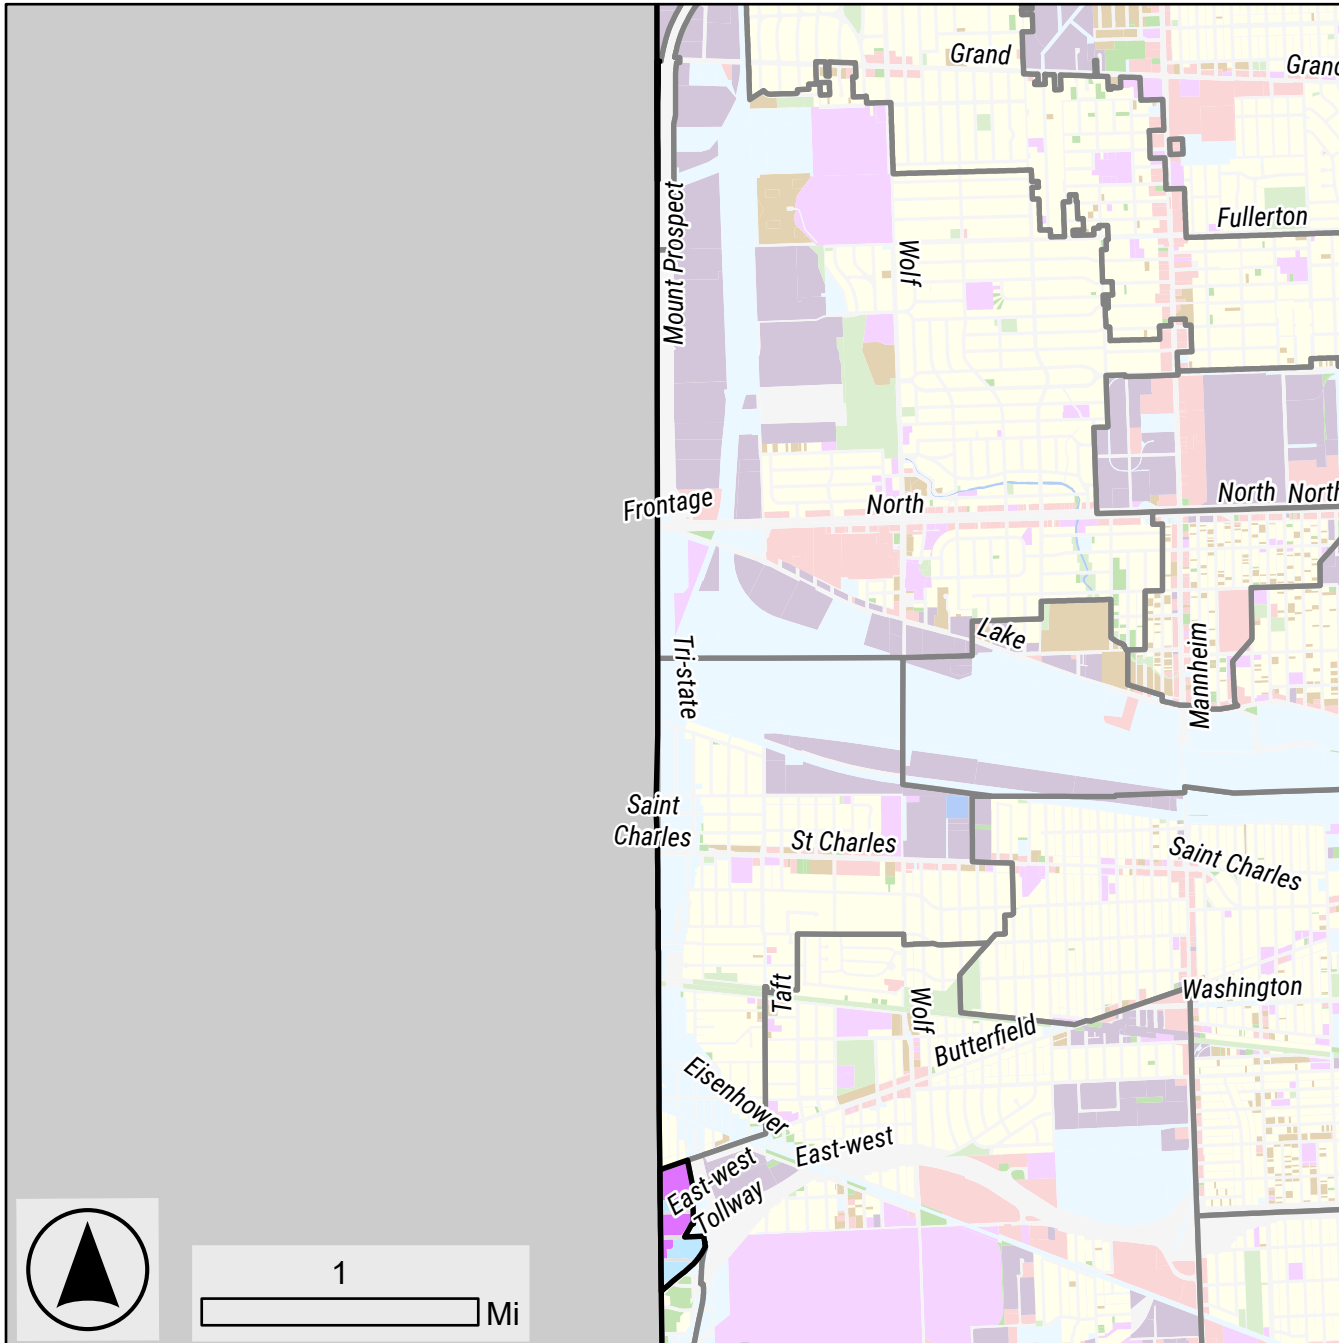 Grand
Grand
Mount Prospect
Fullerton
Wolf
Frontage
North
North
North
Lake
Tri-state
Mannheim
Saint
Charles
St Charles
Saint Charles
Taft
Wolf
Washington
Butterfield
Eisenhower
East-west
East-west
Tollway
1
Mi